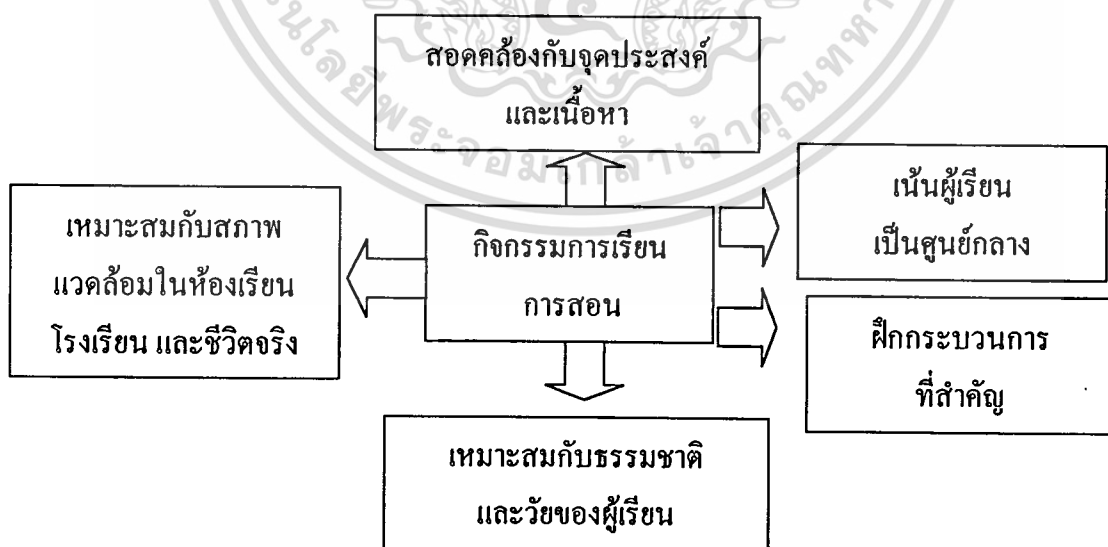 สอดคล้องกับจุดประสงค์
และเนื้อหา
เน้นผู้เรียน
เป็นศูนย์กลาง
เหมาะสมกับสภาพ
แวดล้อมในห้องเรียน
โรงเรียน และชีวิตจริง
กิจกรรมการเรียน
การสอน
ฝึกกระบวนการ
ที่สำคัญ
เหมาะสมกับธรรมชาติ
และวัยของผู้เรียน